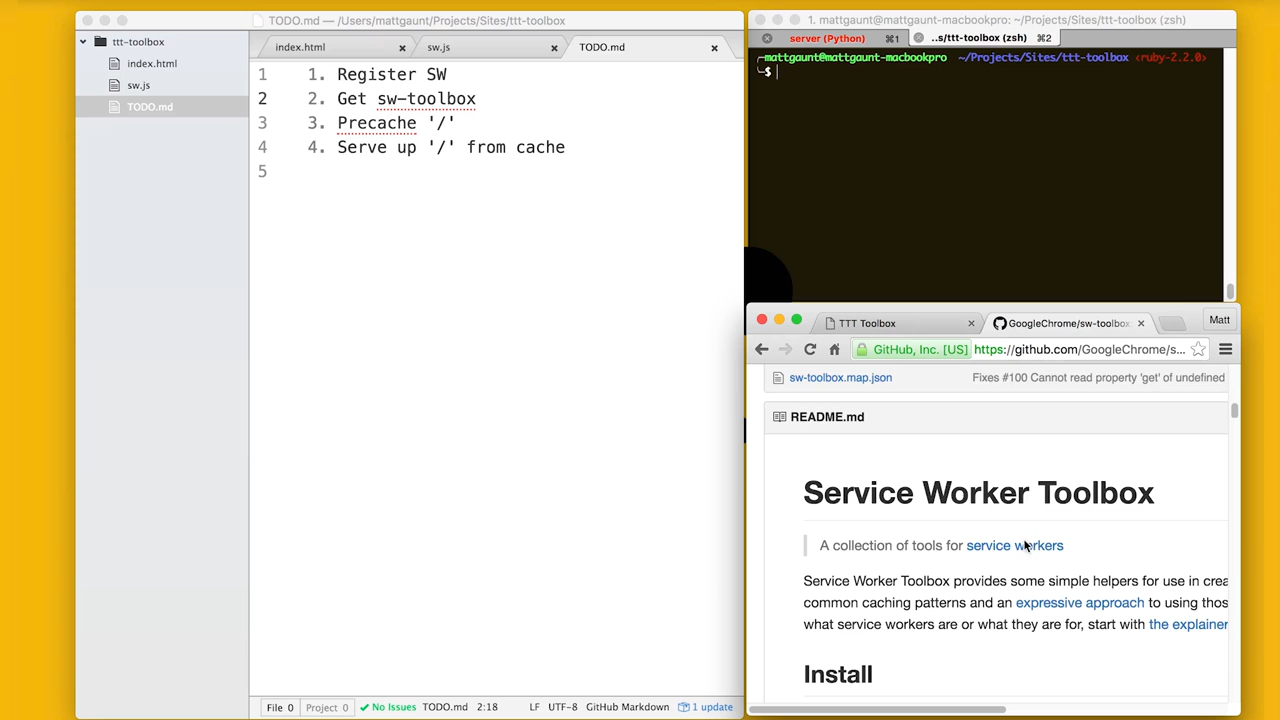 TODO.md — /Users/mattgaunt/Projects/Sites/ttt-toolbox
ttt-toolbox
index.html
sw.js
TODO.md
index.html
sw.js
TODO.md
1 1. Register SW
2 2. Get sw-toolbox
3 3. Precache '/'
4 4. Serve up '/' from cache
5
File 0 Project 0 No Issues TODO.md 2:18 LF UTF-8 GitHub Markdown 1 update
1. mattgaunt@mattgaunt-macbookpro: ~/Projects/Sites/ttt-toolbox (zsh)
server (Python) ⌘1 ..s/ttt-toolbox (zsh) ⌘2
mattgaunt@mattgaunt-macbookpro ~/Projects/Sites/ttt-toolbox <ruby-2.2.0>
$
TTT Toolbox GoogleChrome/sw-toolbox Matt
GitHub, Inc. [US] https://github.com/GoogleChrome/s...
sw-toolbox.map.json Fixes #100 Cannot read property 'get' of undefined
README.md
Service Worker Toolbox
A collection of tools for service workers
Service Worker Toolbox provides some simple helpers for use in crea
common caching patterns and an expressive approach to using thos
what service workers are or what they are for, start with the explainer
Install